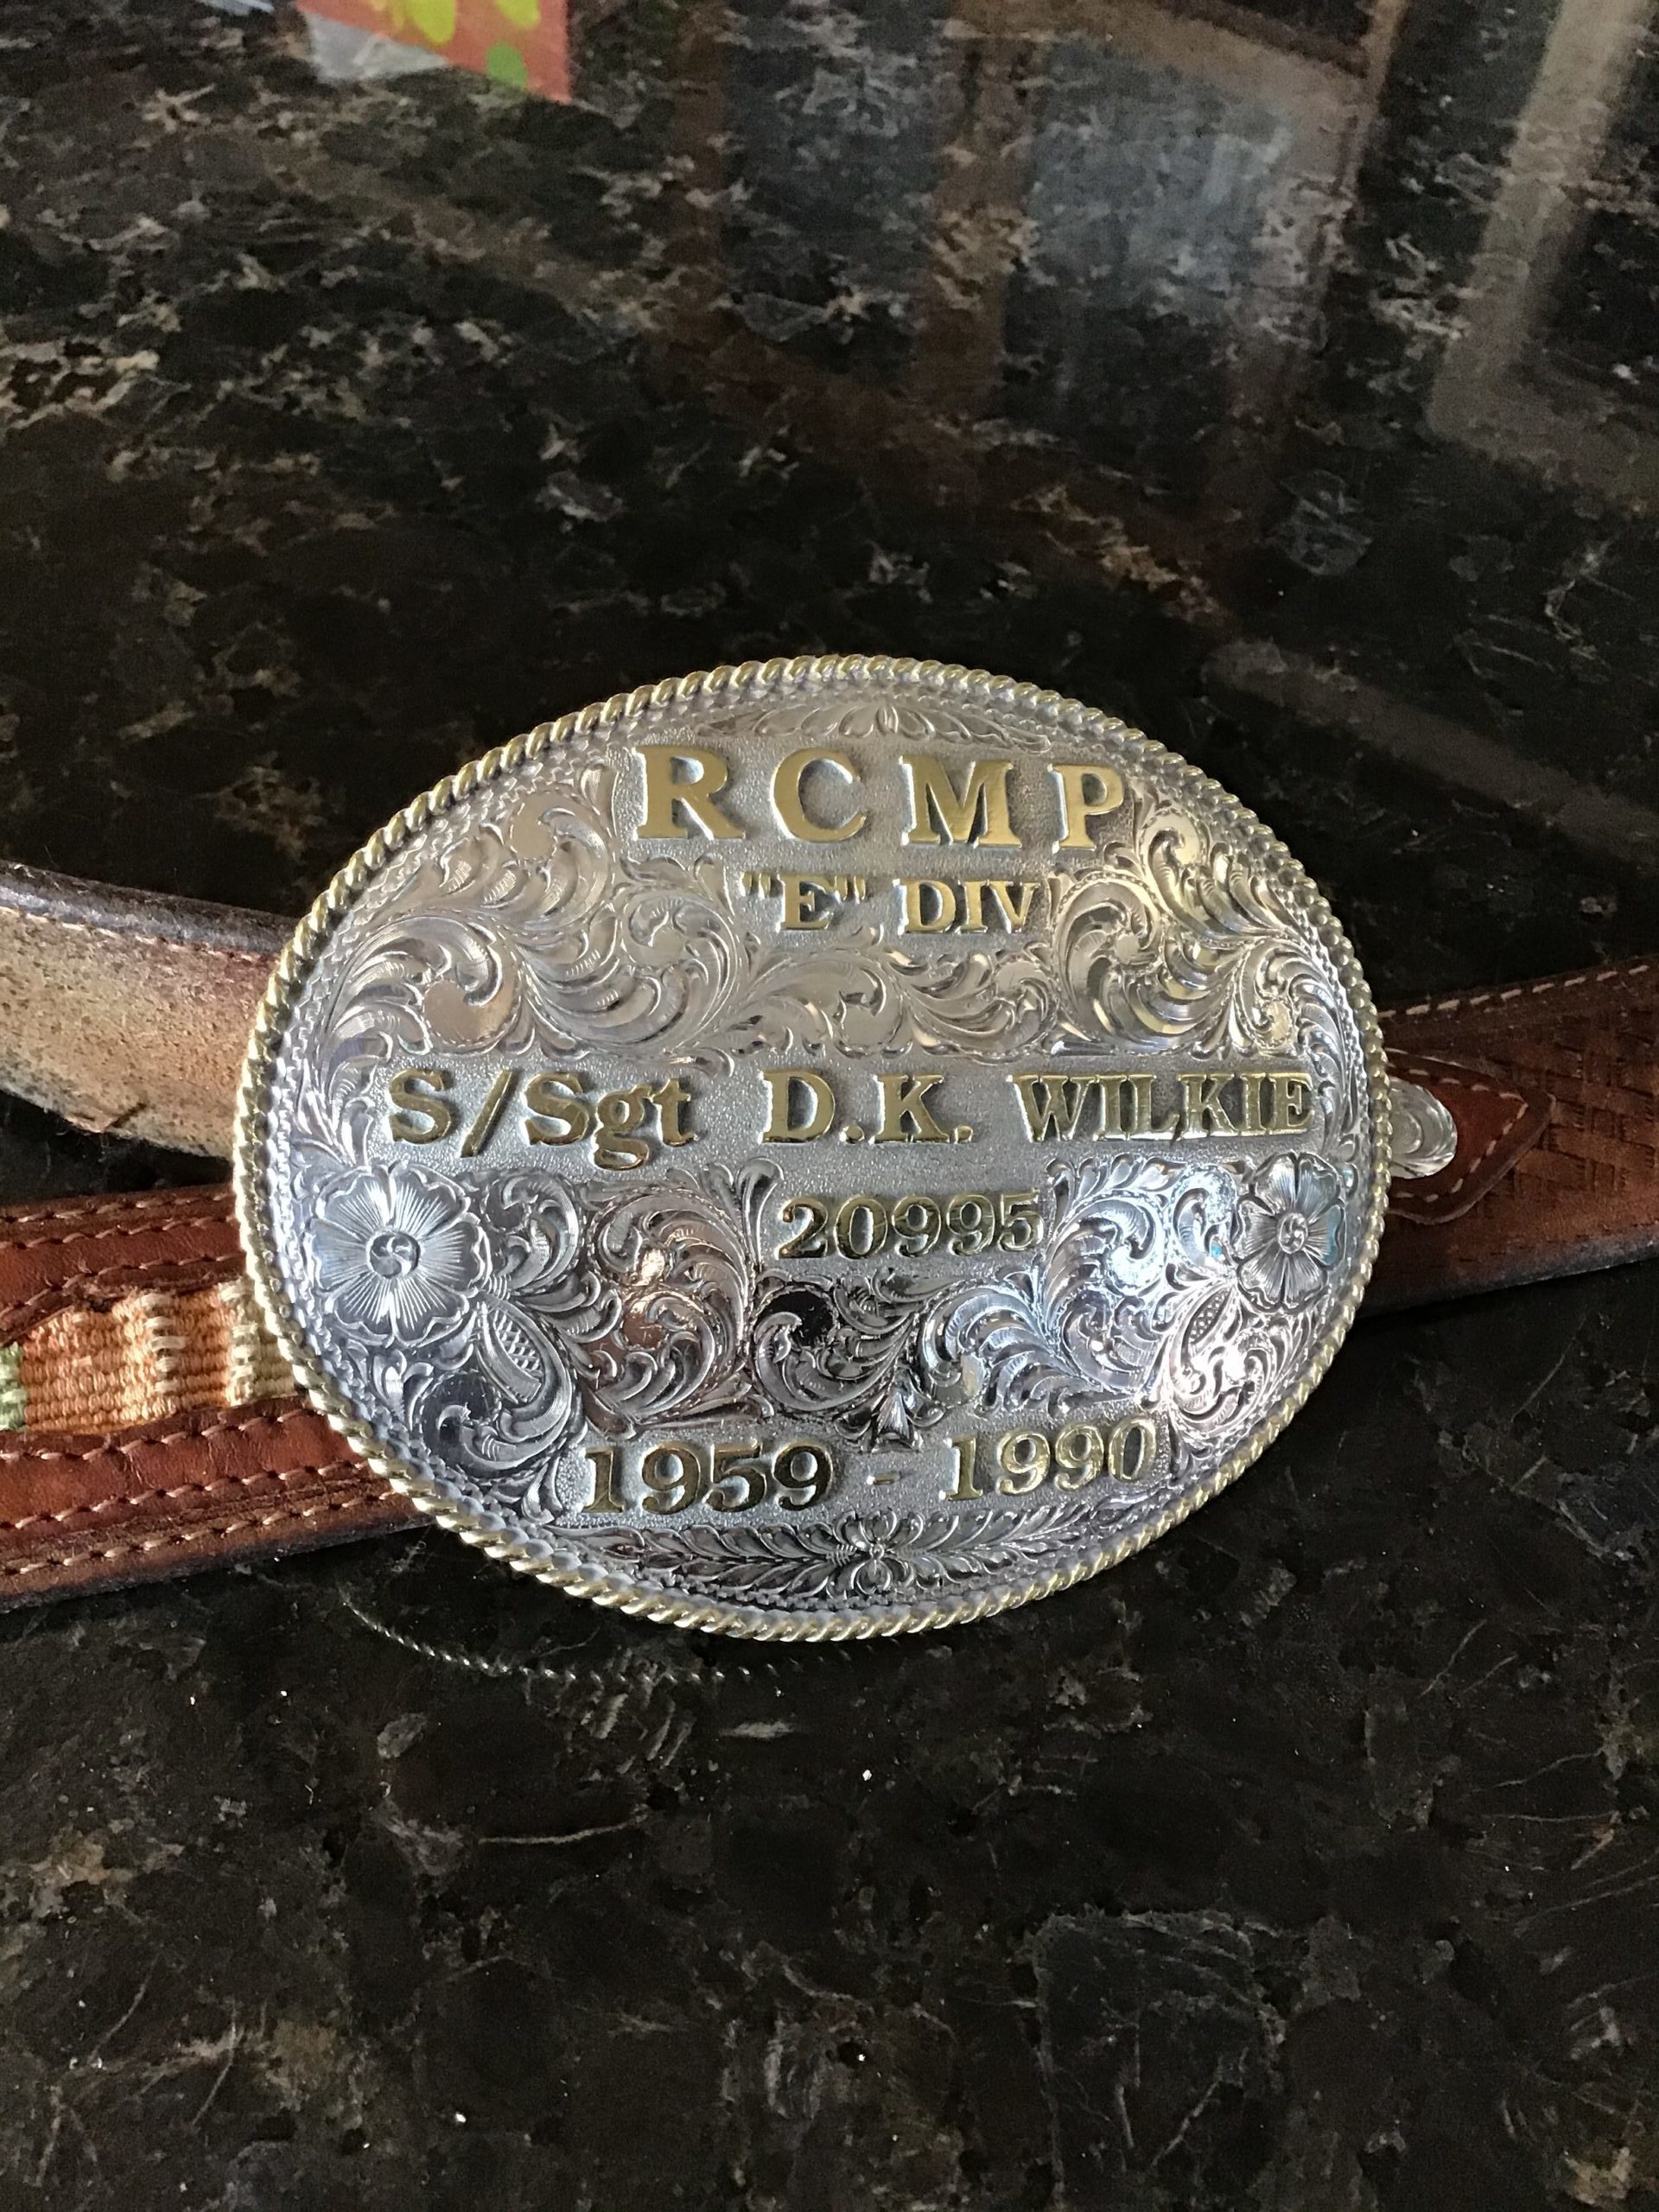 RCMP
"E" DIV
S/Sgt D.K. WILKIE
20995
1959 - 1990